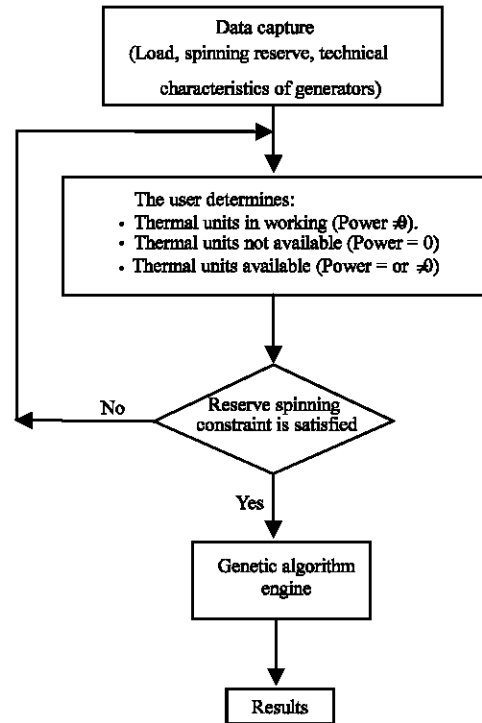 Data capture
(Load, spinning reserve, technical
characteristics of generators)
The user determines:
• Thermal units in working (Power ≠0).
• Thermal units not available (Power = 0)
• Thermal units available (Power = or ≠0)
Reserve spinning
constraint is satisfied
No
Yes
Genetic algorithm
engine
Results